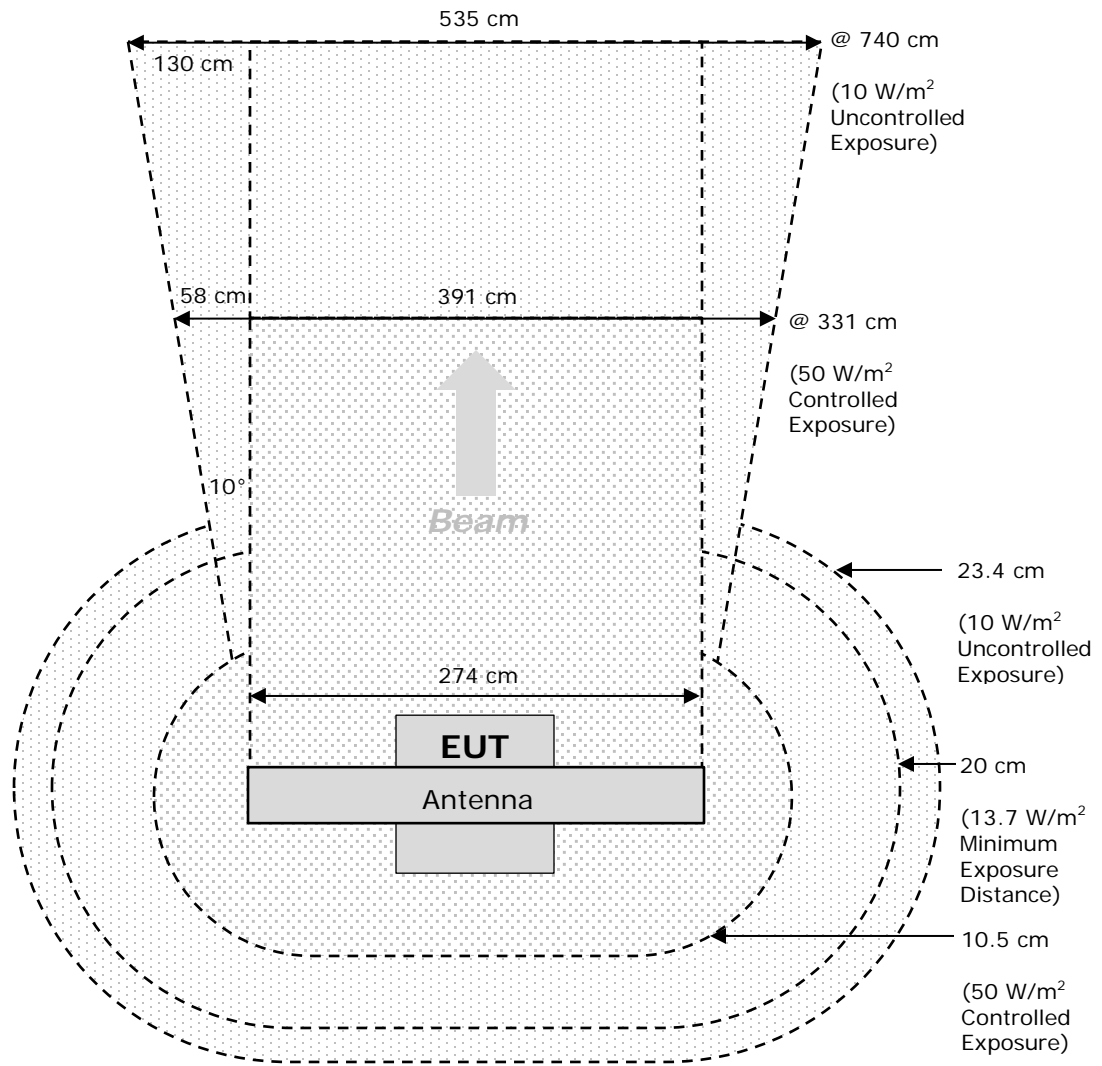 535 cm
@ 740 cm
130 cm
(10 W/m²
Uncontrolled
Exposure)
58 cm
391 cm
@ 331 cm
(50 W/m²
Controlled
Exposure)
10°
Beam
23.4 cm
(10 W/m²
Uncontrolled
Exposure)
274 cm
EUT
20 cm
Antenna
(13.7 W/m²
Minimum
Exposure
Distance)
10.5 cm
(50 W/m²
Controlled
Exposure)